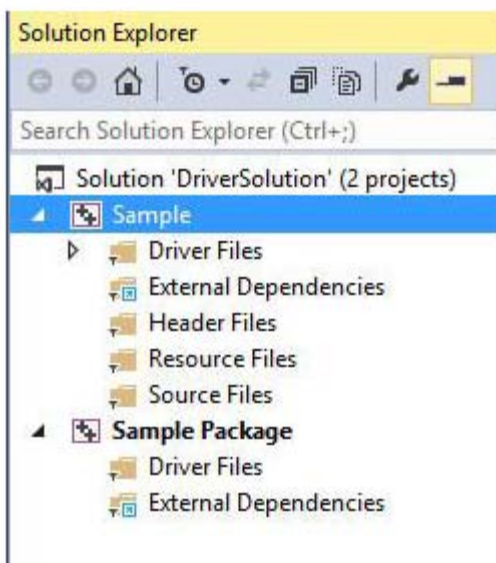 Solution Explorer
Search Solution Explorer (Ctrl+;)
Solution 'DriverSolution' (2 projects)
Sample
Driver Files
External Dependencies
Header Files
Resource Files
Source Files
Sample Package
Driver Files
External Dependencies